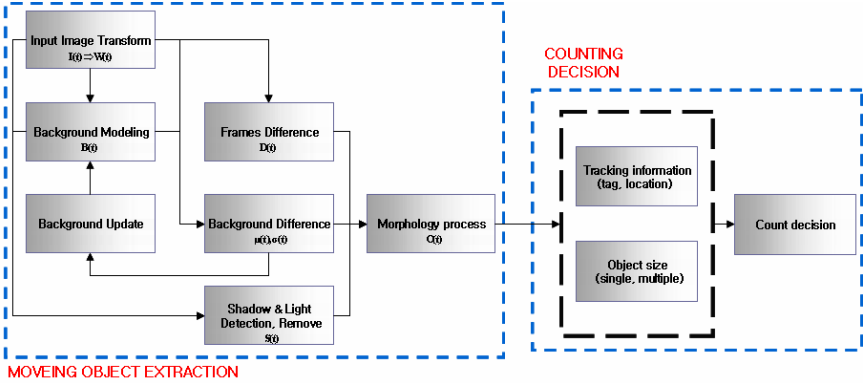 COUNTING
DECISION
Input Image Transform
I(t)⇒W(t)
Background Modeling
B(t)
Frames Difference
D(t)
Background Update
Background Difference
μ(t),σ(t)
Morphology process
O(t)
Shadow & Light
Detection, Remove
S(t)
Tracking information
(tag, location)
Object size
(single, multiple)
Count decision
MOVEING OBJECT EXTRACTION